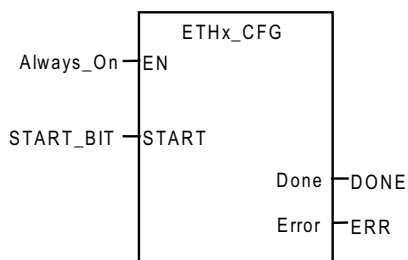 ETHx_CFG
Always_On EN
START_BIT START
Done DONE
Error ERR